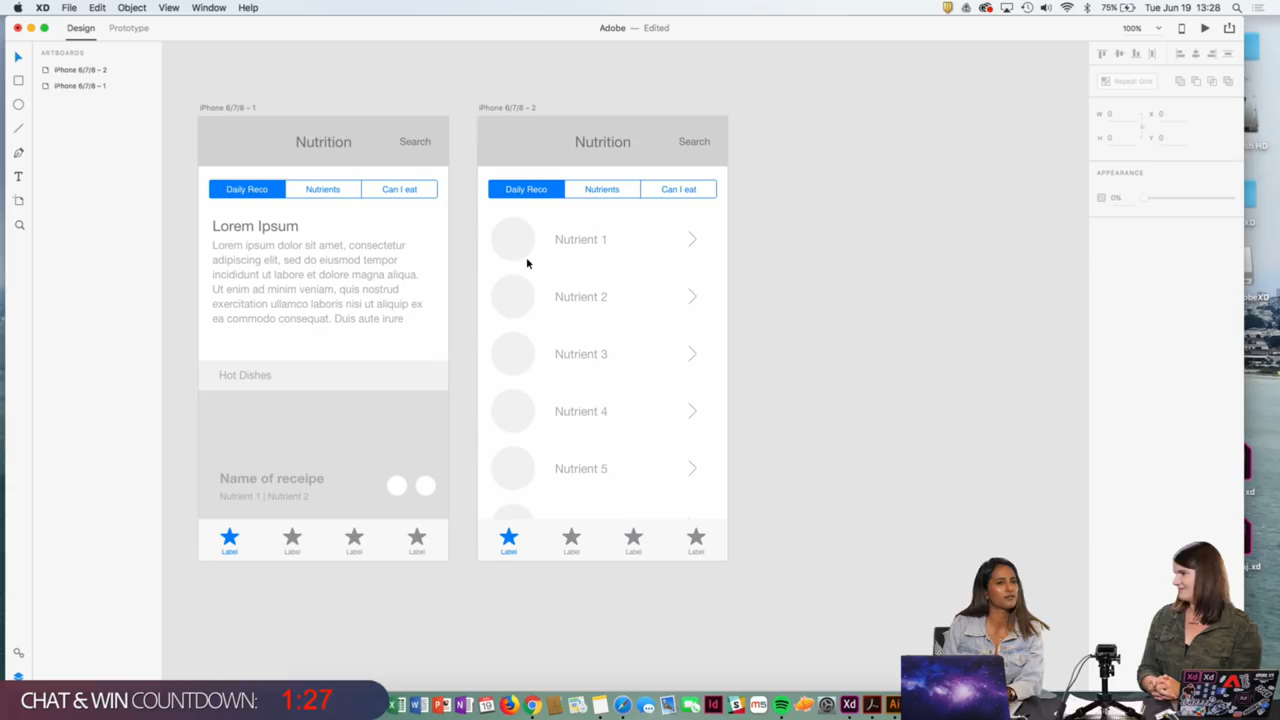 XD File Edit Object View Window Help
75% Tue Jun 19 13:28
Design Prototype
Adobe — Edited
100%
ARTBOARDS
iPhone 6/7/8 – 2
iPhone 6/7/8 – 1
Repeat Grid
W 0 X 0
H 0 Y 0
APPEARANCE
0%
iPhone 6/7/8 – 1
Nutrition Search
Daily Reco Nutrients Can I eat
Lorem Ipsum
Lorem ipsum dolor sit amet, consectetur
adipiscing elit, sed do eiusmod tempor
incididunt ut labore et dolore magna aliqua.
Ut enim ad minim veniam, quis nostrud
exercitation ullamco laboris nisi ut aliquip ex
ea commodo consequat. Duis aute irure
Hot Dishes
Name of receipe
Nutrient 1 | Nutrient 2
Label Label Label Label
iPhone 6/7/8 – 2
Nutrition Search
Daily Reco Nutrients Can I eat
Nutrient 1
Nutrient 2
Nutrient 3
Nutrient 4
Nutrient 5
Label Label Label Label
CHAT & WIN COUNTDOWN: 1:27